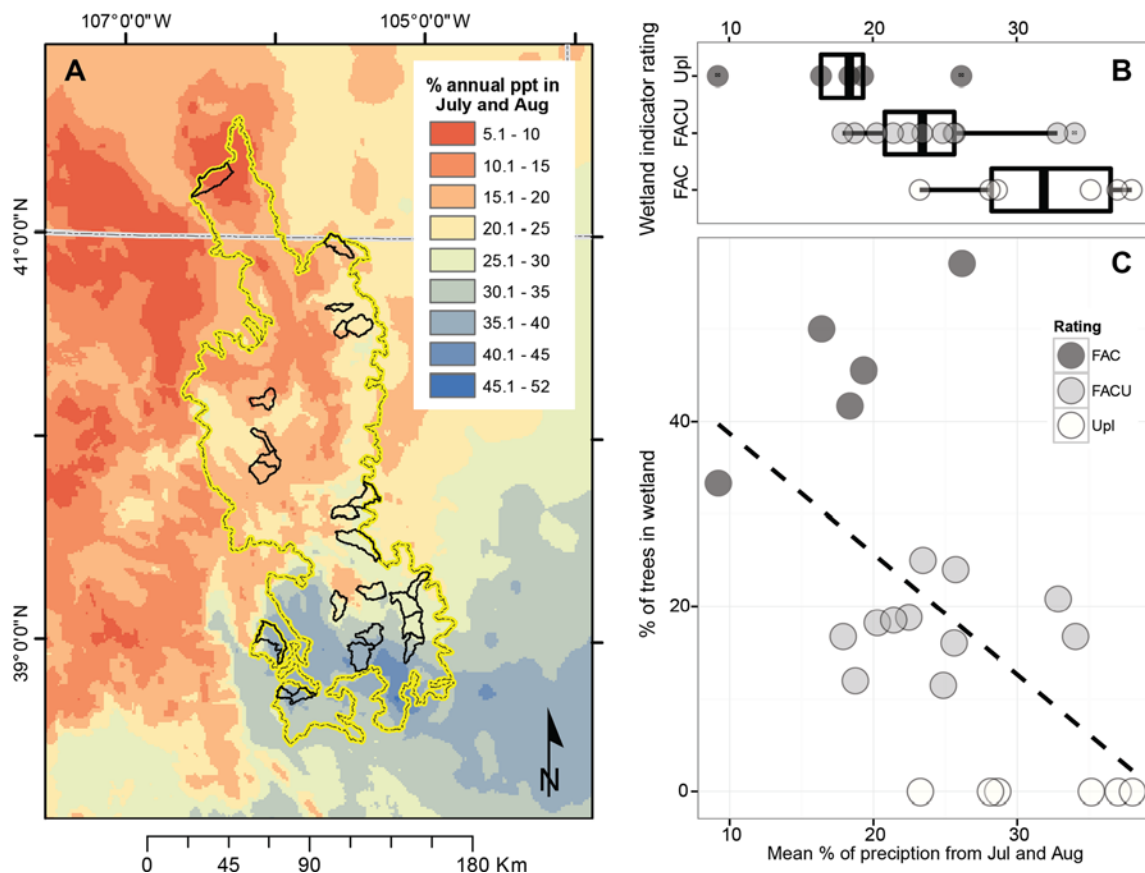 107°0'0"W
105°0'0"W
A
% annual ppt in
July and Aug
5.1 - 10
10.1 - 15
15.1 - 20
20.1 - 25
25.1 - 30
30.1 - 35
35.1 - 40
40.1 - 45
45.1 - 52
41°0'0"N
39°0'0"N
N
0 45 90 180 Km
10 20 30
B
Wetland indicator rating
Upl
FACU
FAC
C
Rating
FAC
FACU
Upl
% of trees in wetland
40
20
0
10 20 30
Mean % of preciption from Jul and Aug